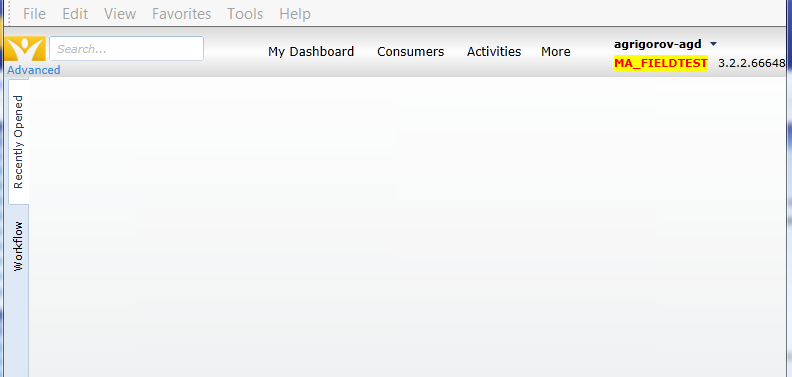 File Edit View Favorites Tools Help
Search...
My Dashboard Consumers Activities More
agrigorov-agd
MA_FIELDTEST 3.2.2.66648
Advanced
Recently Opened
Workflow